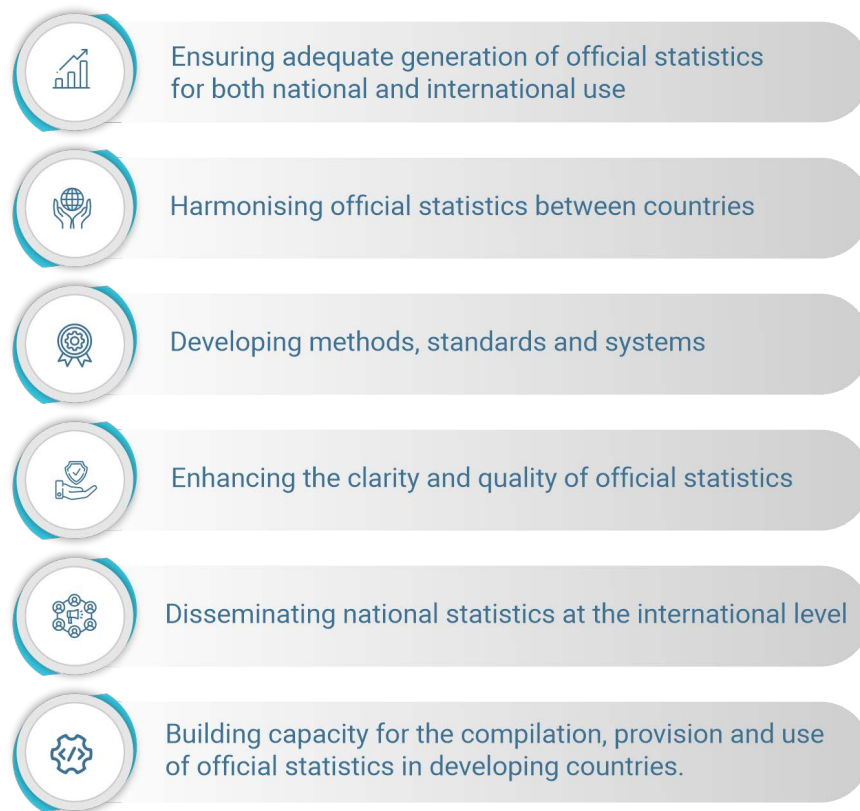 Ensuring adequate generation of official statistics
for both national and international use
Harmonising official statistics between countries
Developing methods, standards and systems
Enhancing the clarity and quality of official statistics
Disseminating national statistics at the international level
Building capacity for the compilation, provision and use
of official statistics in developing countries.